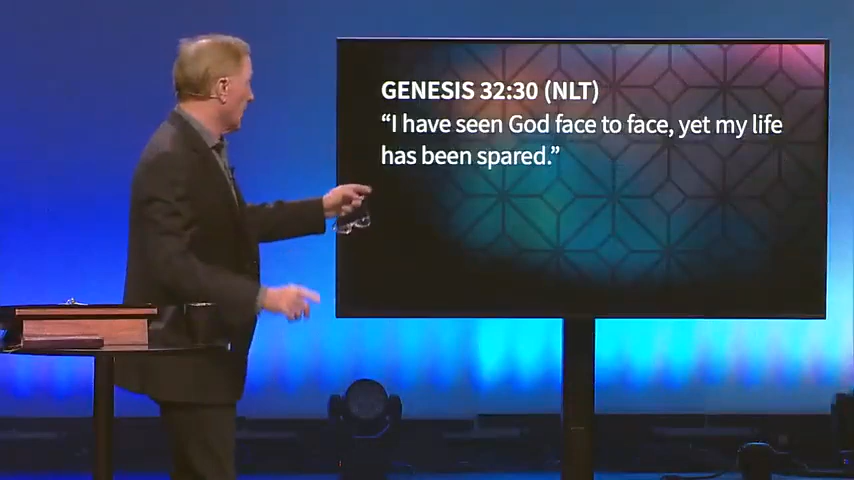 GENESIS 32:30 (NLT)
“I have seen God face to face, yet my life
has been spared.”